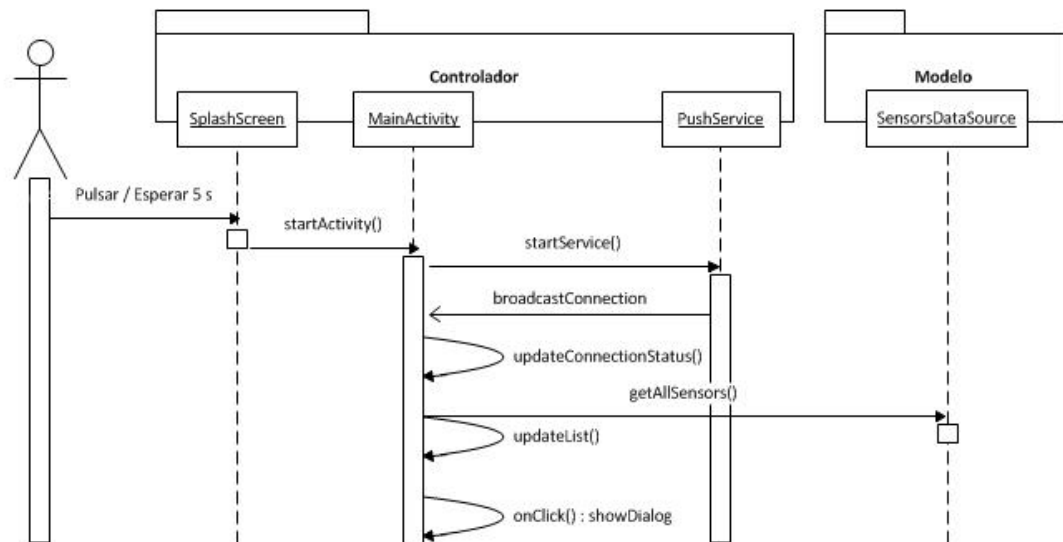 Controlador
Modelo
SplashScreen
MainActivity
PushService
SensorsDataSource
Pulsar / Esperar 5 s
startActivity()
startService()
broadcastConnection
updateConnectionStatus()
getAllSensors()
updateList()
onClick() : showDialog